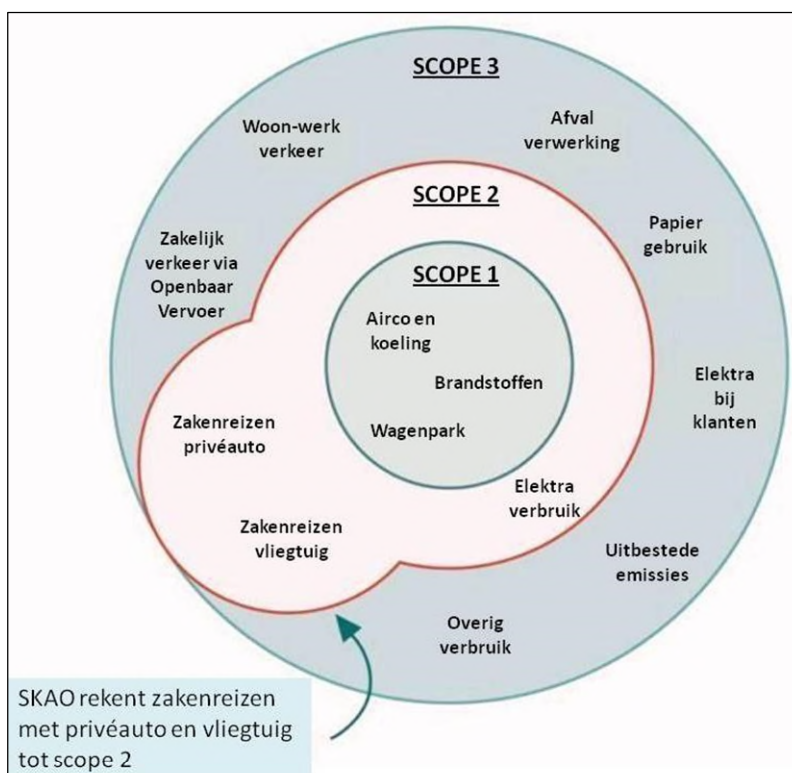 SCOPE 3
Woon-werk
verkeer
Afval
verwerking
SCOPE 2
Papier
gebruik
Zakelijk
verkeer via
Openbaar
Vervoer
SCOPE 1
Airco en
koeling
Brandstoffen
Wagenpark
Elektra
bij
klanten
Zakenreizen
privéauto
Elektra
verbruik
Zakenreizen
vliegtuig
Uitbestede
emissies
Overig
verbruik
SKAO rekent zakenreizen
met privéauto en vliegtuig
tot scope 2